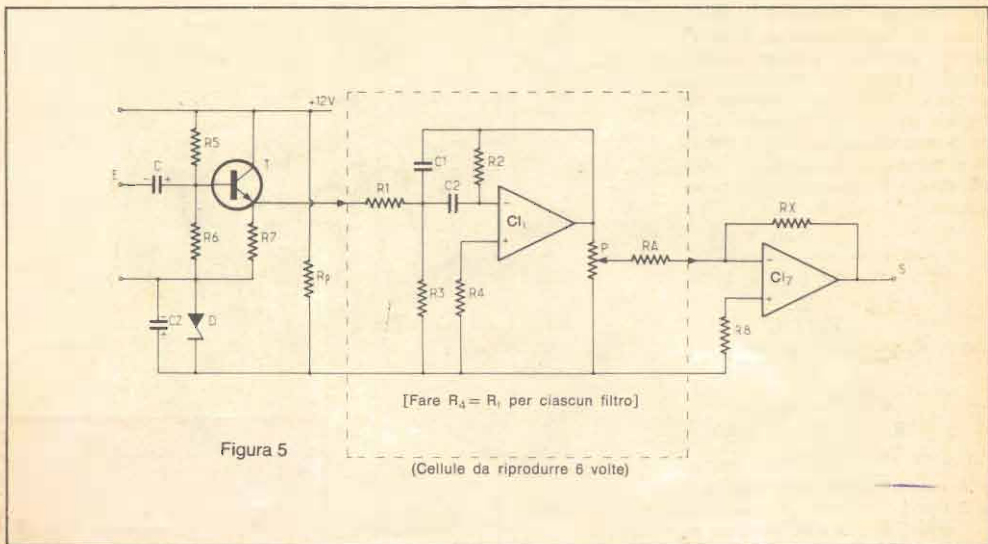 +12V
R5
T
E
C
- +
C1
R2
R1
C2
-
CI₁
+
P
RA
RX
-
CI7
+
S
R6
R7
Rp
R3
R4
R8
CZ
+
D
[Fare R₄ = R₁ per ciascun filtro]
Figura 5
(Cellule da riprodurre 6 volte)